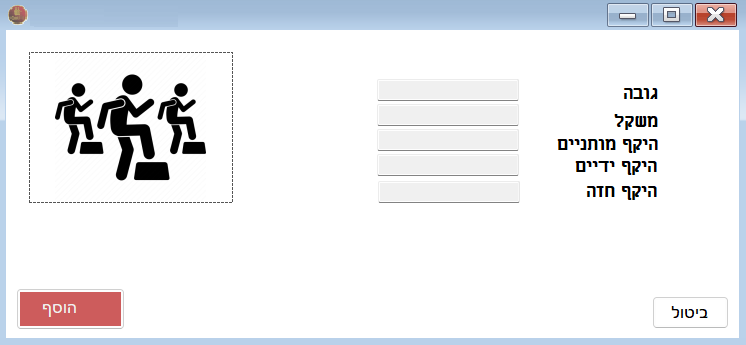 גובה
משקל
היקף מותניים
היקף ידיים
היקף חזה
ביטול
הוסף